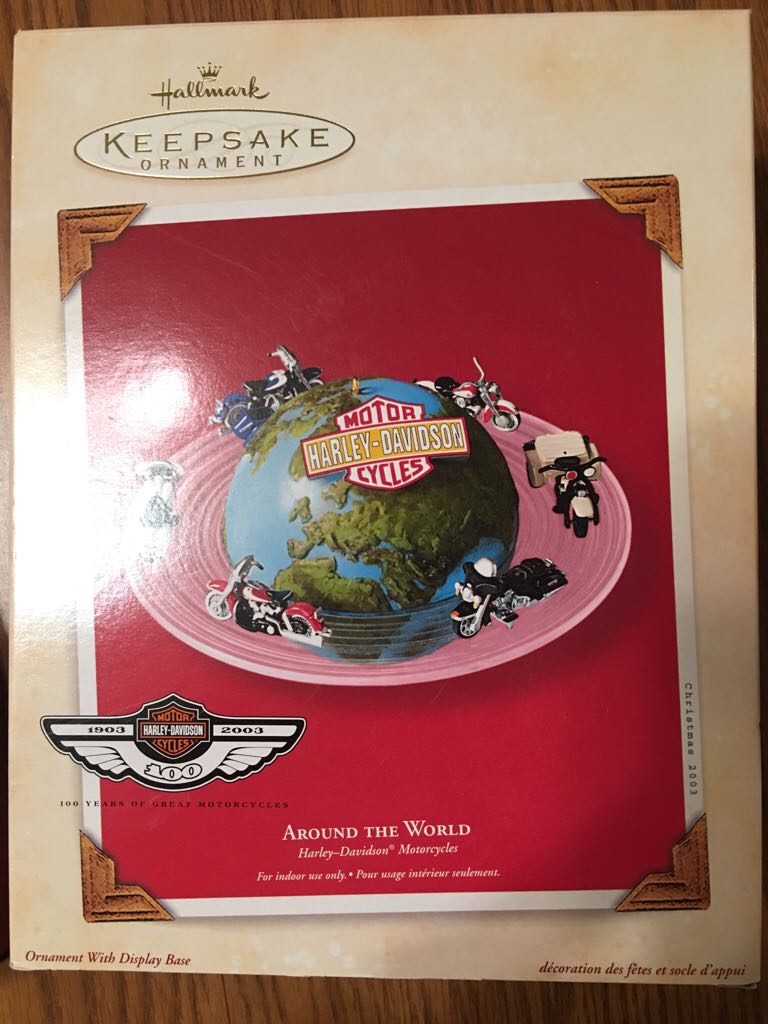 Hallmark
KEEPSAKE
ORNAMENT
MOTOR
HARLEY-DAVIDSON
CYCLES
Christmas 2003
MOTOR
1903 HARLEY-DAVIDSON 2003
CYCLES
100
100 YEARS OF GREAT MOTORCYCLES
AROUND THE WORLD
Harley–Davidson® Motorcycles
For indoor use only. • Pour usage intérieur seulement.
Ornament With Display Base
décoration des fêtes et socle d'appui